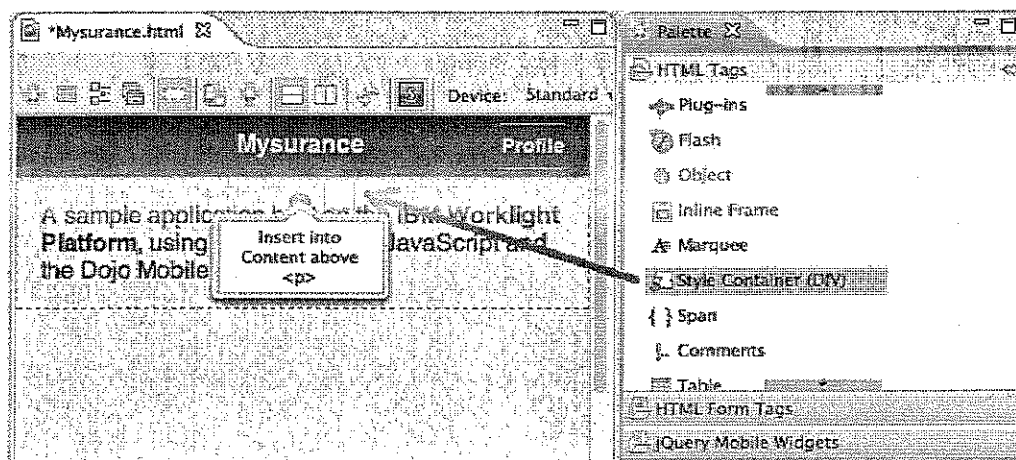 *Mysurance.html
Device: Standard
Mysurance
Profile
A sample application the IBM Worklight
Platform, using JavaScript and
the Dojo Mobile
Insert into
Content above
<p>
Palette
HTML Tags
Plug-ins
Flash
Object
Inline Frame
Marquee
Style Container (DIV)
{ } Span
Comments
Table
HTML Form Tags
jQuery Mobile Widgets